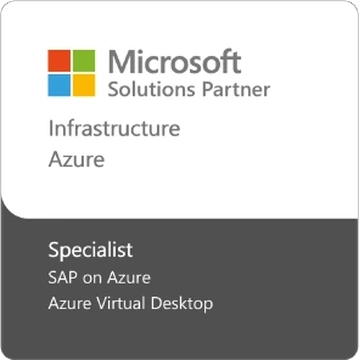 Microsoft
Solutions Partner
Infrastructure
Azure
Specialist
SAP on Azure
Azure Virtual Desktop